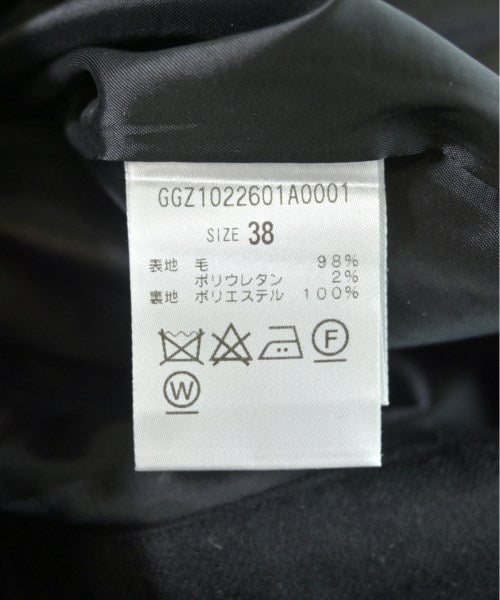 GGZ1022601A0001
SIZE 38
表地 毛 98%
ポリウレタン 2%
裏地 ポリエステル 100%
F
W